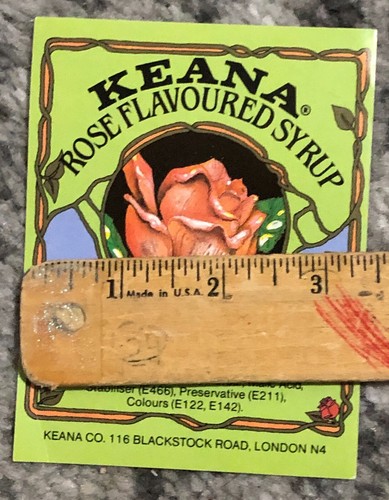 KEANA®
ROSE FLAVOURED SYRUP
1 Made in U.S.A. 2 3
Stabiliser (E466), Preservative (E211),
Colours (E122, E142).
KEANA CO. 116 BLACKSTOCK ROAD, LONDON N4